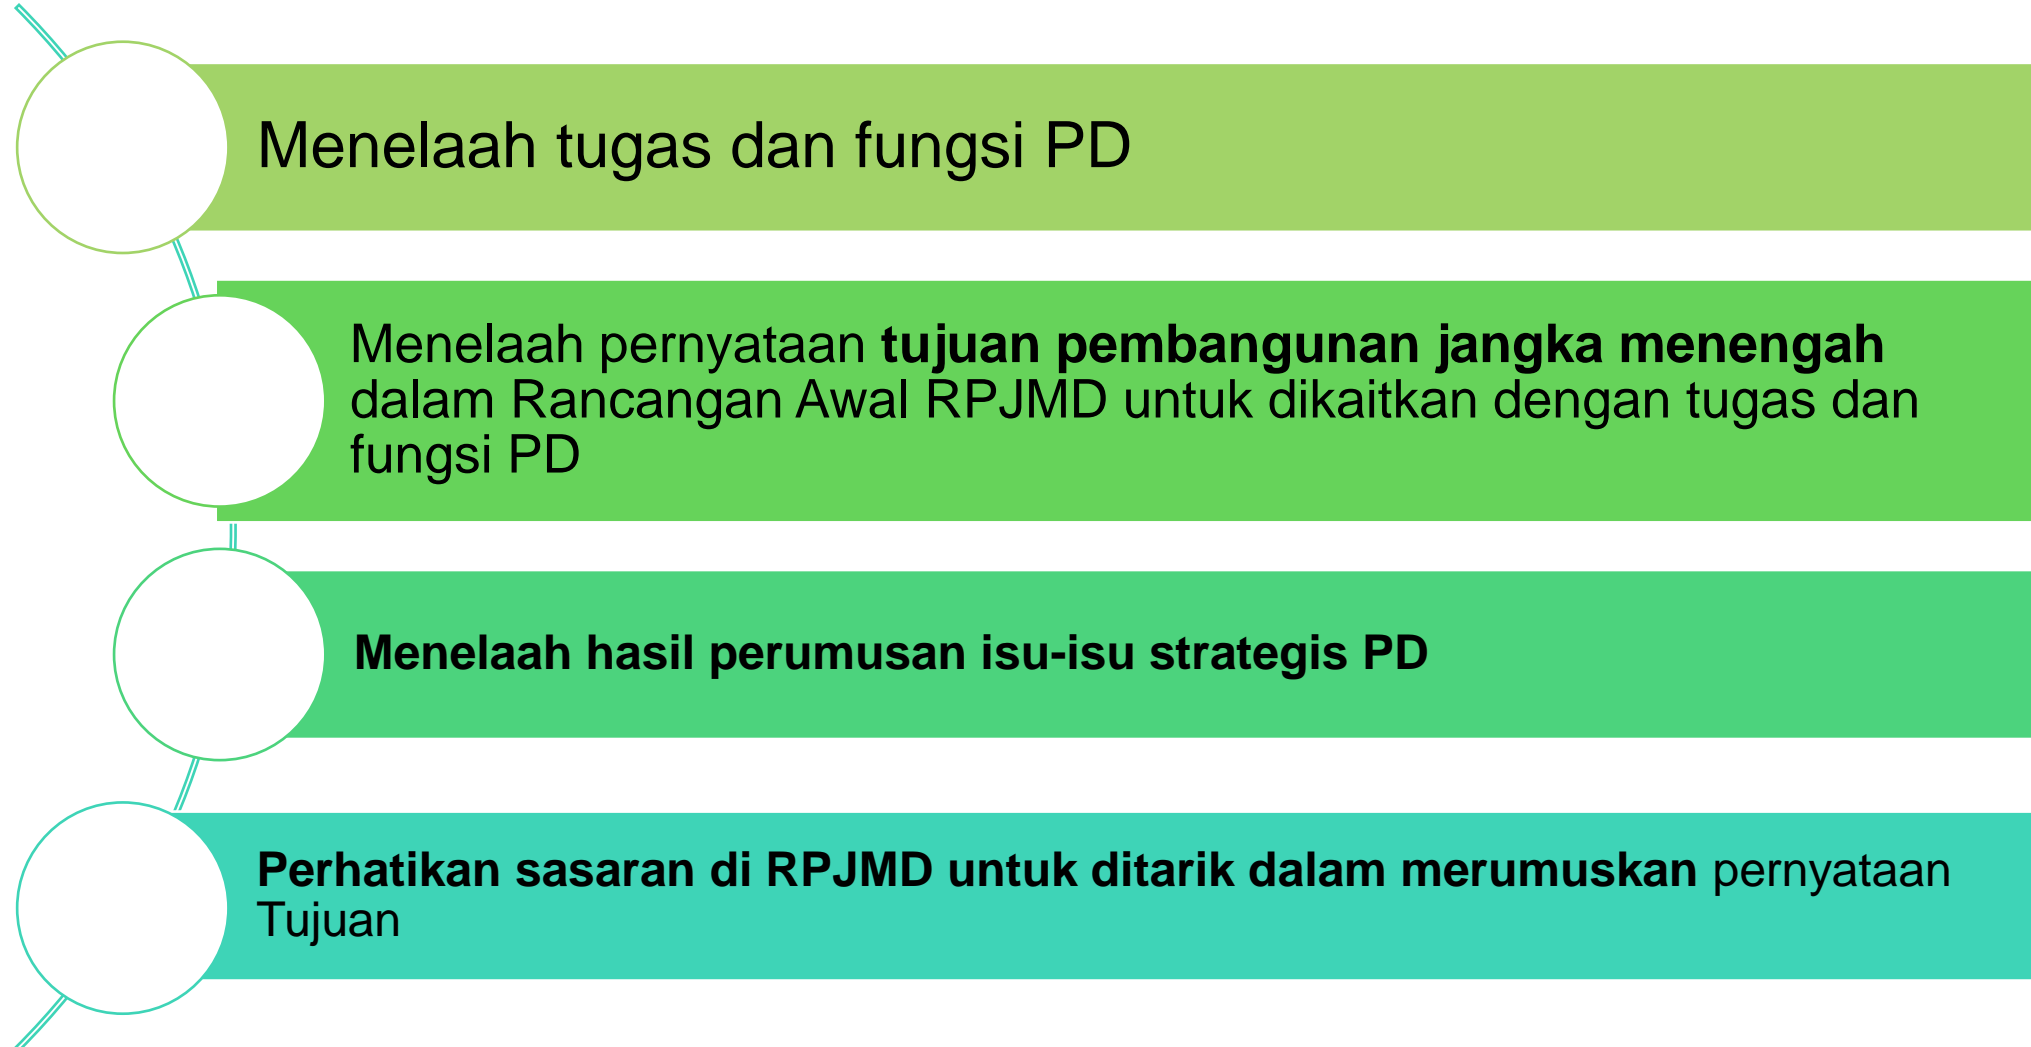 Menelaah tugas dan fungsi PD
Menelaah pernyataan tujuan pembangunan jangka menengah
dalam Rancangan Awal RPJMD untuk dikaitkan dengan tugas dan
fungsi PD
Menelaah hasil perumusan isu-isu strategis PD
Perhatikan sasaran di RPJMD untuk ditarik dalam merumuskan pernyataan
Tujuan